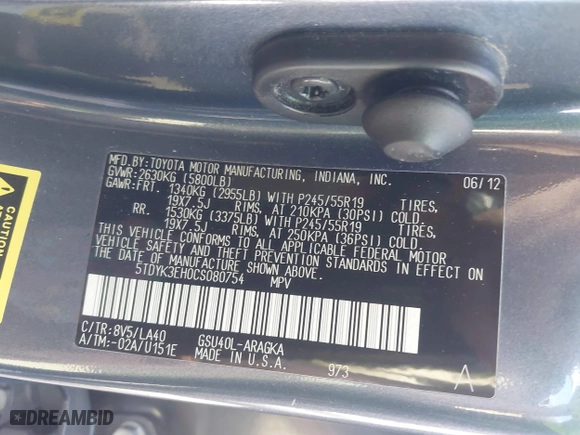 MFD.BY:TOYOTA MOTOR MANUFACTURING, INDIANA, INC. 06/12
GVWR:2630KG (5800LB)
GAWR:FRT. 1340KG (2955LB) WITH P245/55R19 TIRES,
19X7.5J RIMS, AT 210KPA (30PSI) COLD.
RR. 1530KG (3375LB) WITH P245/55R19 TIRES,
19X7.5J RIMS, AT 250KPA (36PSI) COLD.
THIS VEHICLE CONFORMS TO ALL APPLICABLE FEDERAL MOTOR
VEHICLE SAFETY AND THEFT PREVENTION STANDARDS IN EFFECT ON
THE DATE OF MANUFACTURE SHOWN ABOVE.
5TDYK3EH0CS080754 MPV
C/TR:8V5/LA40 GSU40L-ARAGKA
A/TM:-02A/U151E MADE IN U.S.A. 973 A
DREAMBID